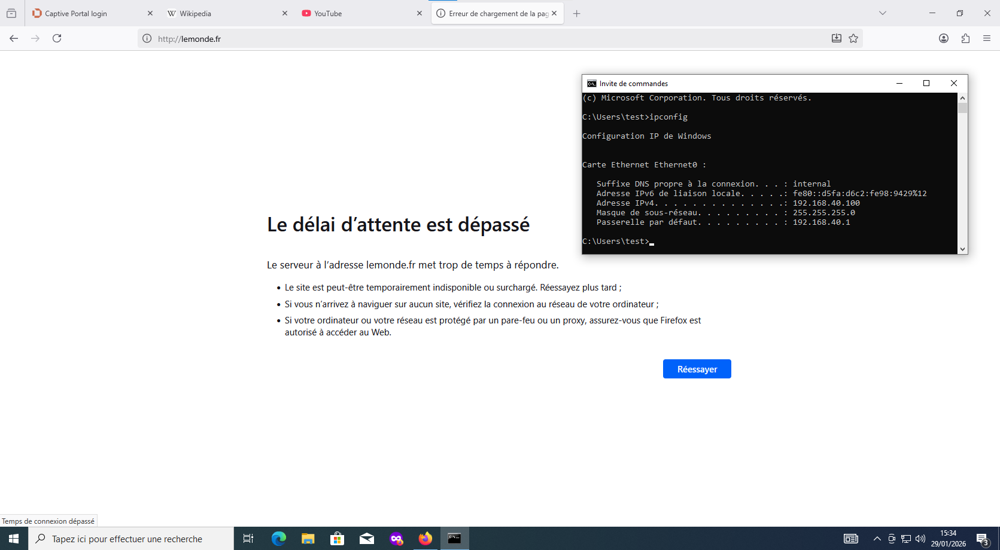 Captive Portal login
Wikipedia
YouTube
Erreur de chargement de la pag
http://lemonde.fr
Invite de commandes
(c) Microsoft Corporation. Tous droits réservés.
C:\Users\test>ipconfig
Configuration IP de Windows
Carte Ethernet Ethernet0 :
Suffixe DNS propre à la connexion. . . : internal
Adresse IPv6 de liaison locale. . . . .: fe80::d5fa:d6c2:fe98:9429%12
Adresse IPv4. . . . . . . . . . . . . .: 192.168.40.100
Masque de sous-réseau. . . . . . . . . : 255.255.255.0
Passerelle par défaut. . . . . . . . . : 192.168.40.1
C:\Users\test>
Le délai d’attente est dépassé
Le serveur à l’adresse lemonde.fr met trop de temps à répondre.
• Le site est peut-être temporairement indisponible ou surchargé. Réessayez plus tard ;
• Si vous n’arrivez à naviguer sur aucun site, vérifiez la connexion au réseau de votre ordinateur ;
• Si votre ordinateur ou votre réseau est protégé par un pare-feu ou un proxy, assurez-vous que Firefox est
autorisé à accéder au Web.
Réessayer
Temps de connexion dépassé
Tapez ici pour effectuer une recherche
15:34
29/01/2026
3